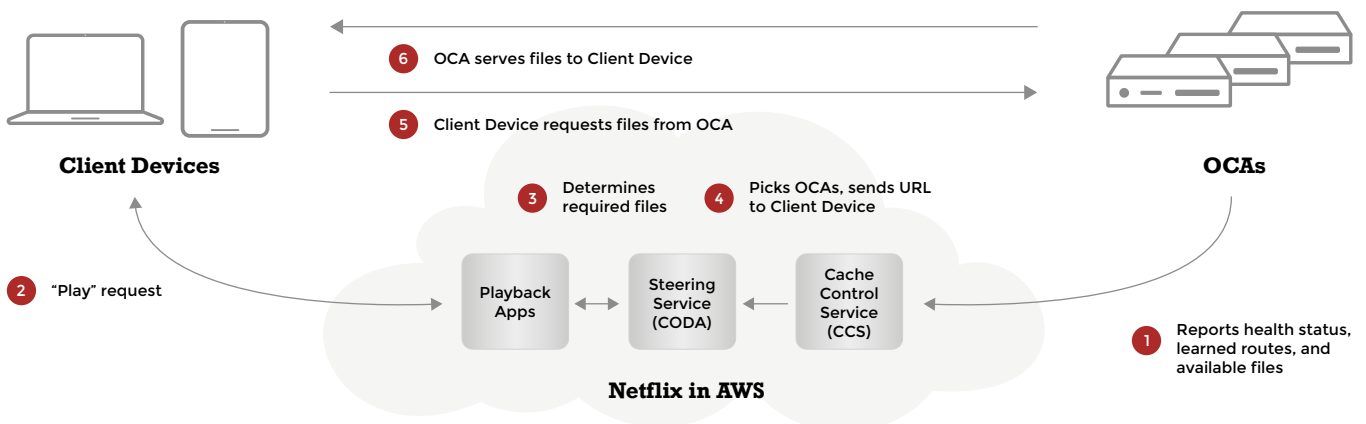 6 OCA serves files to Client Device
5 Client Device requests files from OCA
Client Devices
OCAs
3 Determines
required files
4 Picks OCAs, sends URL
to Client Device
2 “Play” request
Playback
Apps
Steering
Service
(CODA)
Cache
Control
Service
(CCS)
1 Reports health status,
learned routes, and
available files
Netflix in AWS